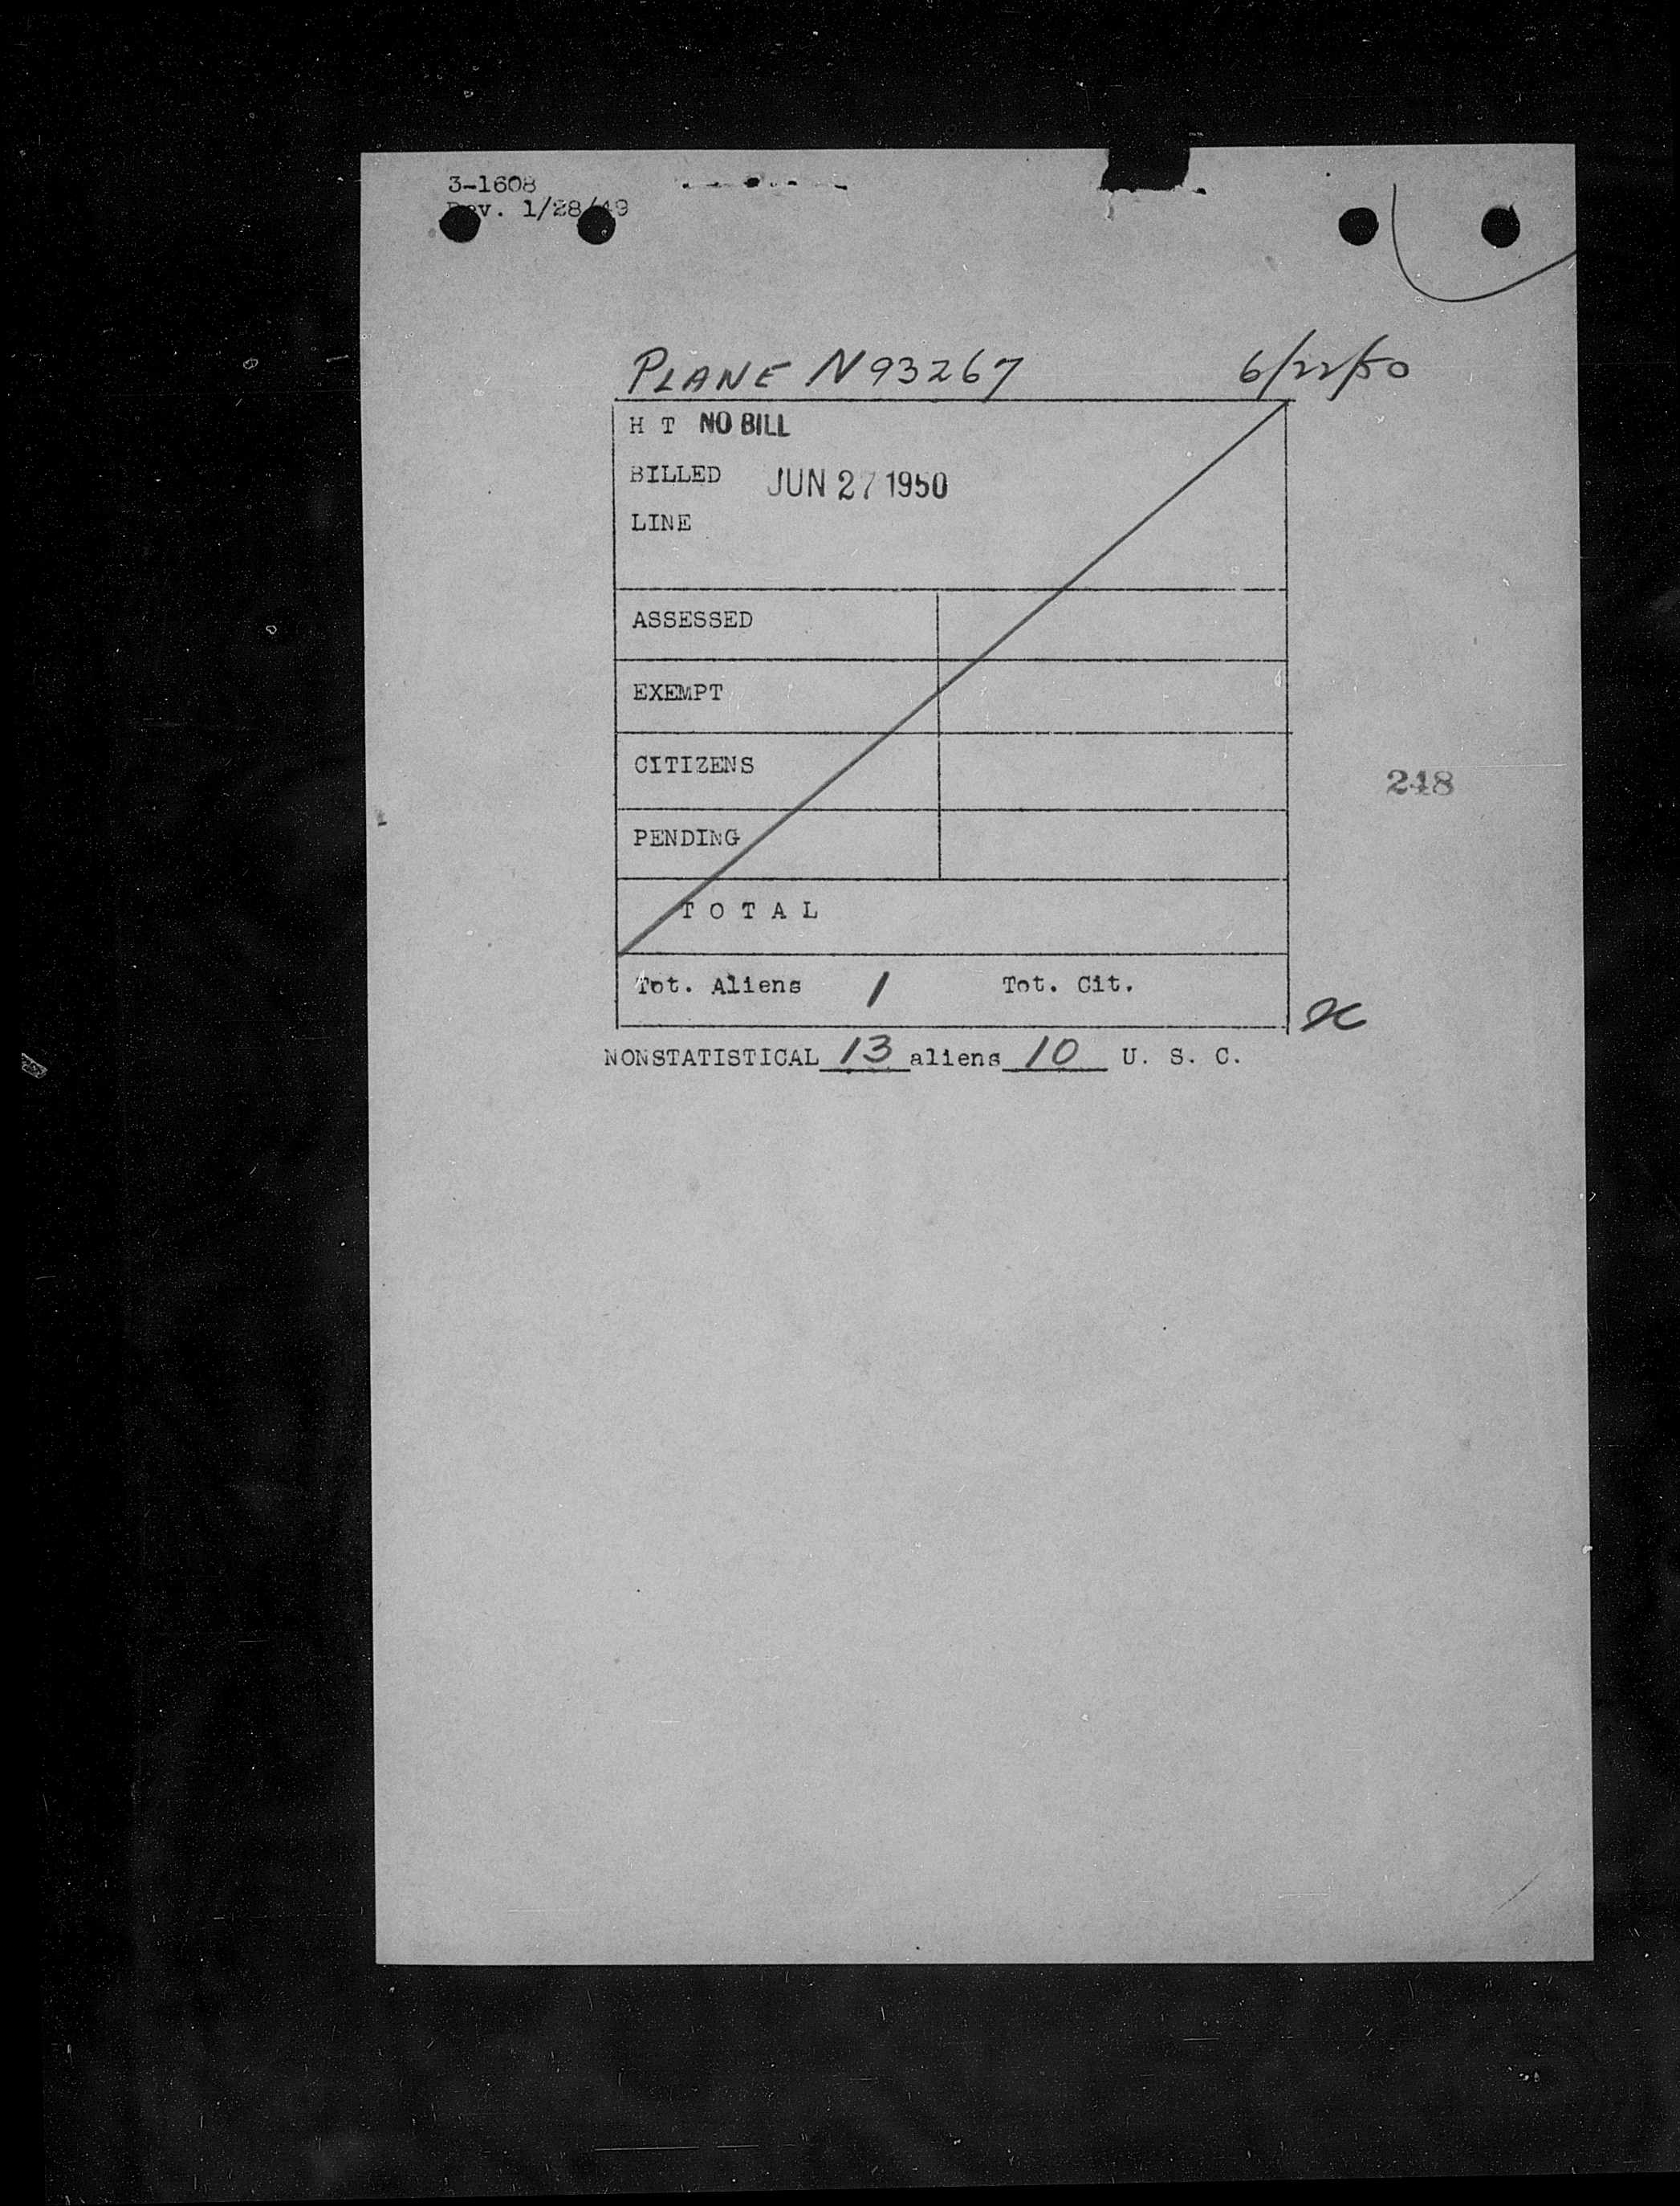 3-1608
Rev. 1/28/49
PLANE N93267 6/22/50
H T NO BILL
BILLED JUN 27 1950
LINE
ASSESSED
EXEMPT
CITIZENS
248
PENDING
T O T A L
Tot. Aliens 1 Tot. Cit.
NONSTATISTICAL 13 aliens 10 U. S. C.